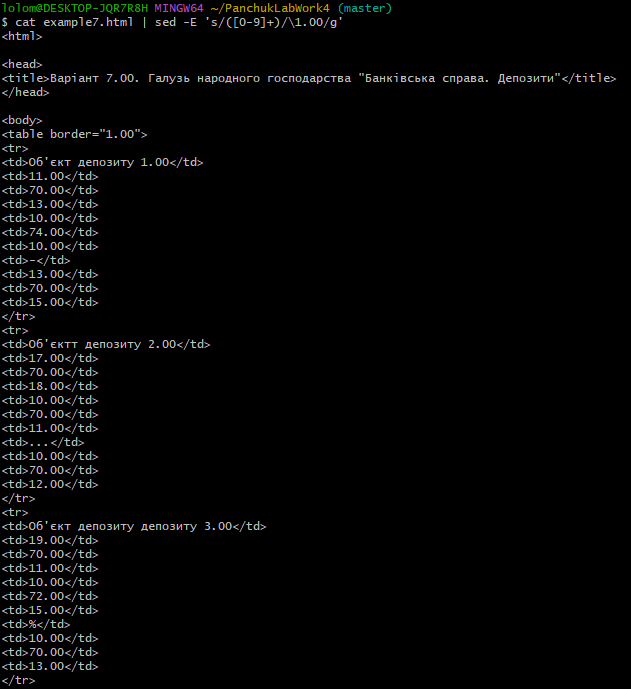 lolom@DESKTOP-JQR7R8H MINGW64 ~/PanchukLabWork4 (master)
$ cat example7.html | sed -E 's/([0-9]+)/\1.00/g'
<html>

<head>
<title>Варіант 7.00. Галузь народного господарства "Банківська справа. Депозити"</title>
</head>

<body>
<table border="1.00">
<tr>
<td>Об'єкт депозиту 1.00</td>
<td>11.00</td>
<td>70.00</td>
<td>13.00</td>
<td>10.00</td>
<td>74.00</td>
<td>10.00</td>
<td>-</td>
<td>13.00</td>
<td>70.00</td>
<td>15.00</td>
</tr>
<tr>
<td>Об'єктт депозиту 2.00</td>
<td>17.00</td>
<td>70.00</td>
<td>18.00</td>
<td>10.00</td>
<td>70.00</td>
<td>11.00</td>
<td>...</td>
<td>10.00</td>
<td>70.00</td>
<td>12.00</td>
</tr>
<tr>
<td>Об'єкт депозиту депозиту 3.00</td>
<td>19.00</td>
<td>70.00</td>
<td>11.00</td>
<td>10.00</td>
<td>72.00</td>
<td>15.00</td>
<td>%</td>
<td>10.00</td>
<td>70.00</td>
<td>13.00</td>
</tr>